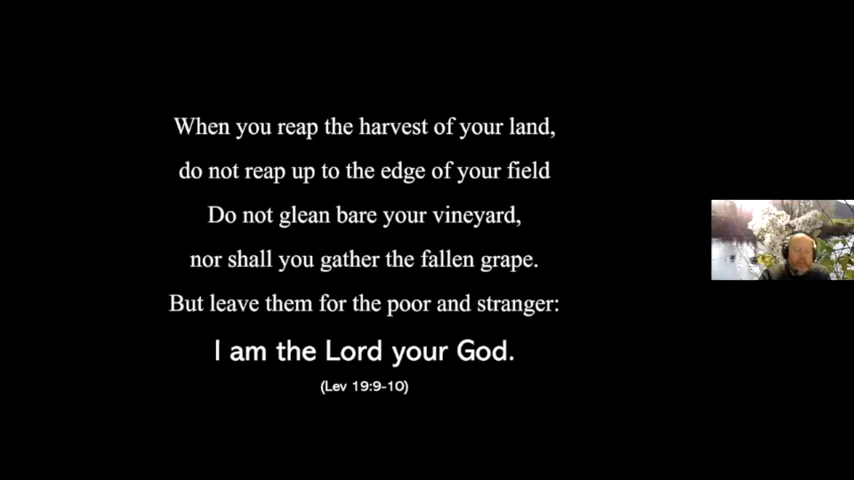 When you reap the harvest of your land,
do not reap up to the edge of your field
Do not glean bare your vineyard,
nor shall you gather the fallen grape.
But leave them for the poor and stranger:
I am the Lord your God.
(Lev 19:9-10)